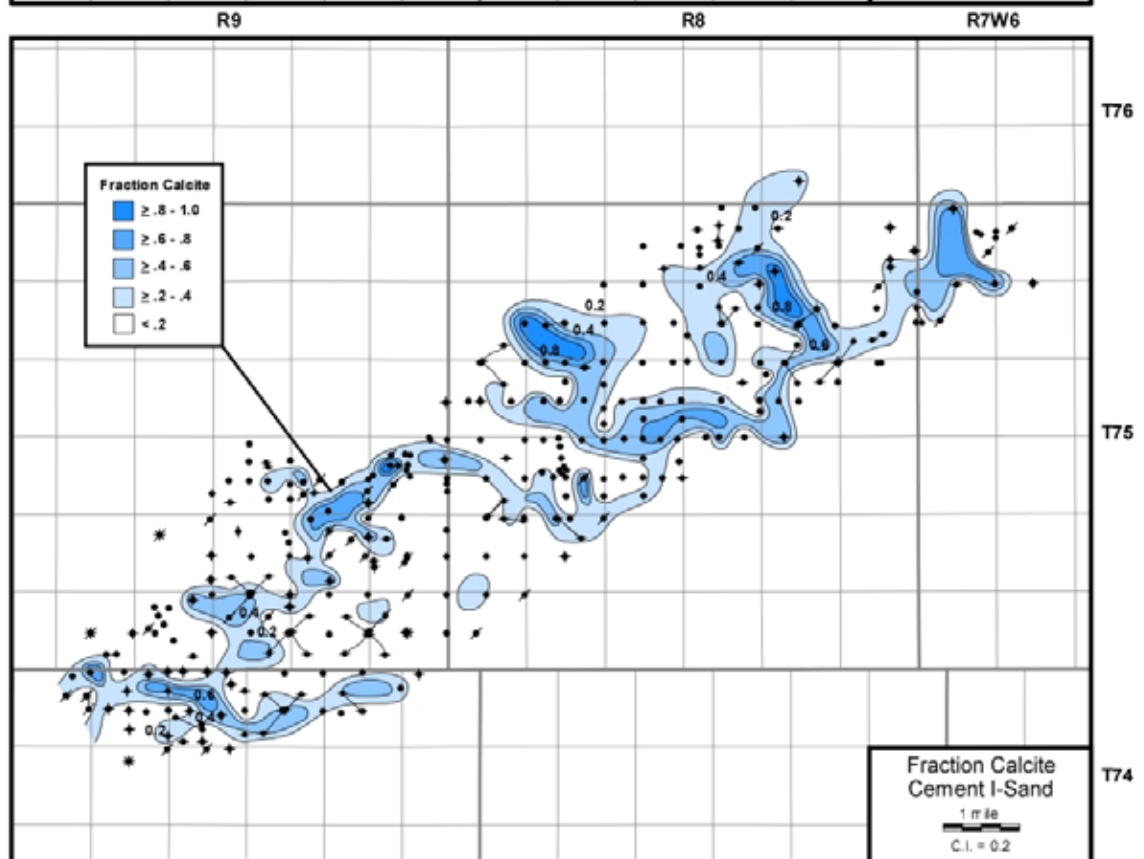 R9 R8 R7W6
T76
Fraction Calcite
≥ .8 - 1.0
≥ .6 - .8
≥ .4 - .6
≥ .2 - .4
< .2
0.2
0.4
0.2
0.8
0.4
0.6
0.8
T75
0.4
0.2
0.6
0.4
0.2
Fraction Calcite
Cement I-Sand
1 mile
C.I. = 0.2
T74